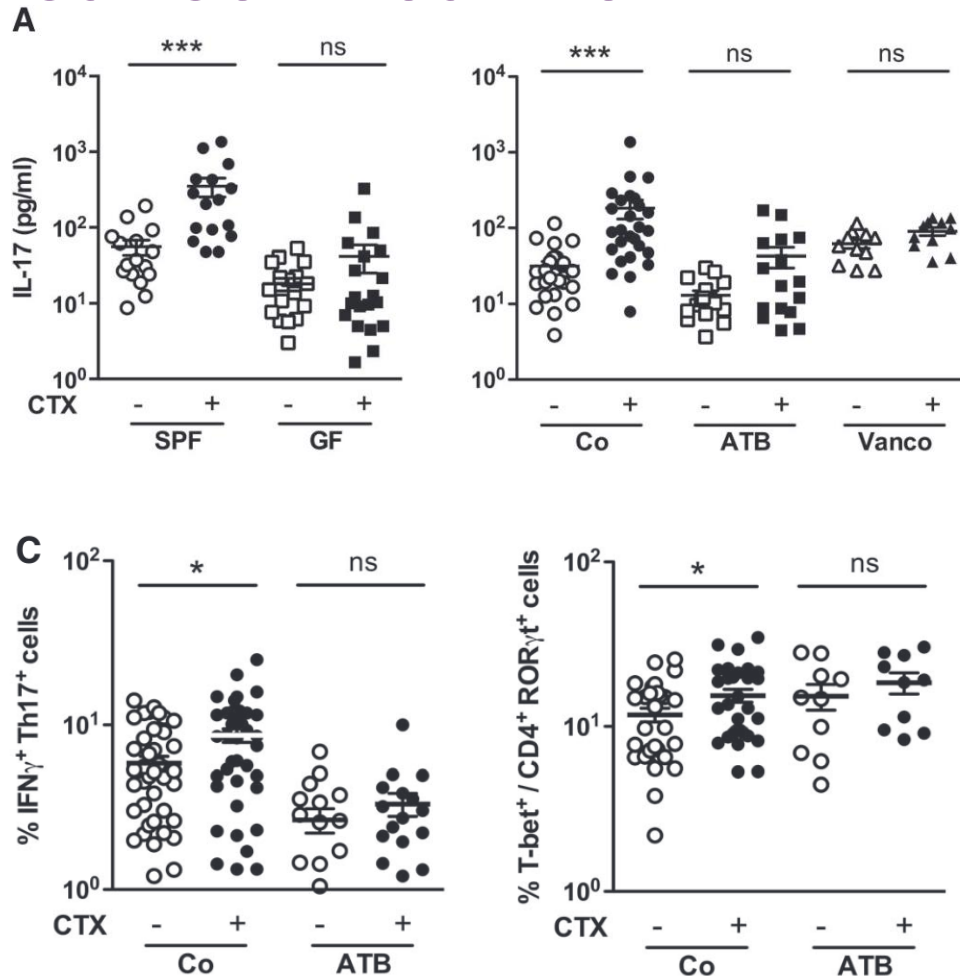 A
*** ns
*** ns ns
IL-17 (pg/ml)
10⁴
10³
10²
10¹
10⁰
10⁴
10³
10²
10¹
10⁰
CTX - + - +
SPF GF
- + - + - +
Co ATB Vanco
C
* ns
% IFNγ⁺ Th17⁺ cells
10²
10¹
10⁰
CTX - + - +
Co ATB
* ns
% T-bet⁺ / CD4⁺ RORγt⁺ cells
10²
10¹
10⁰
CTX - + - +
Co ATB